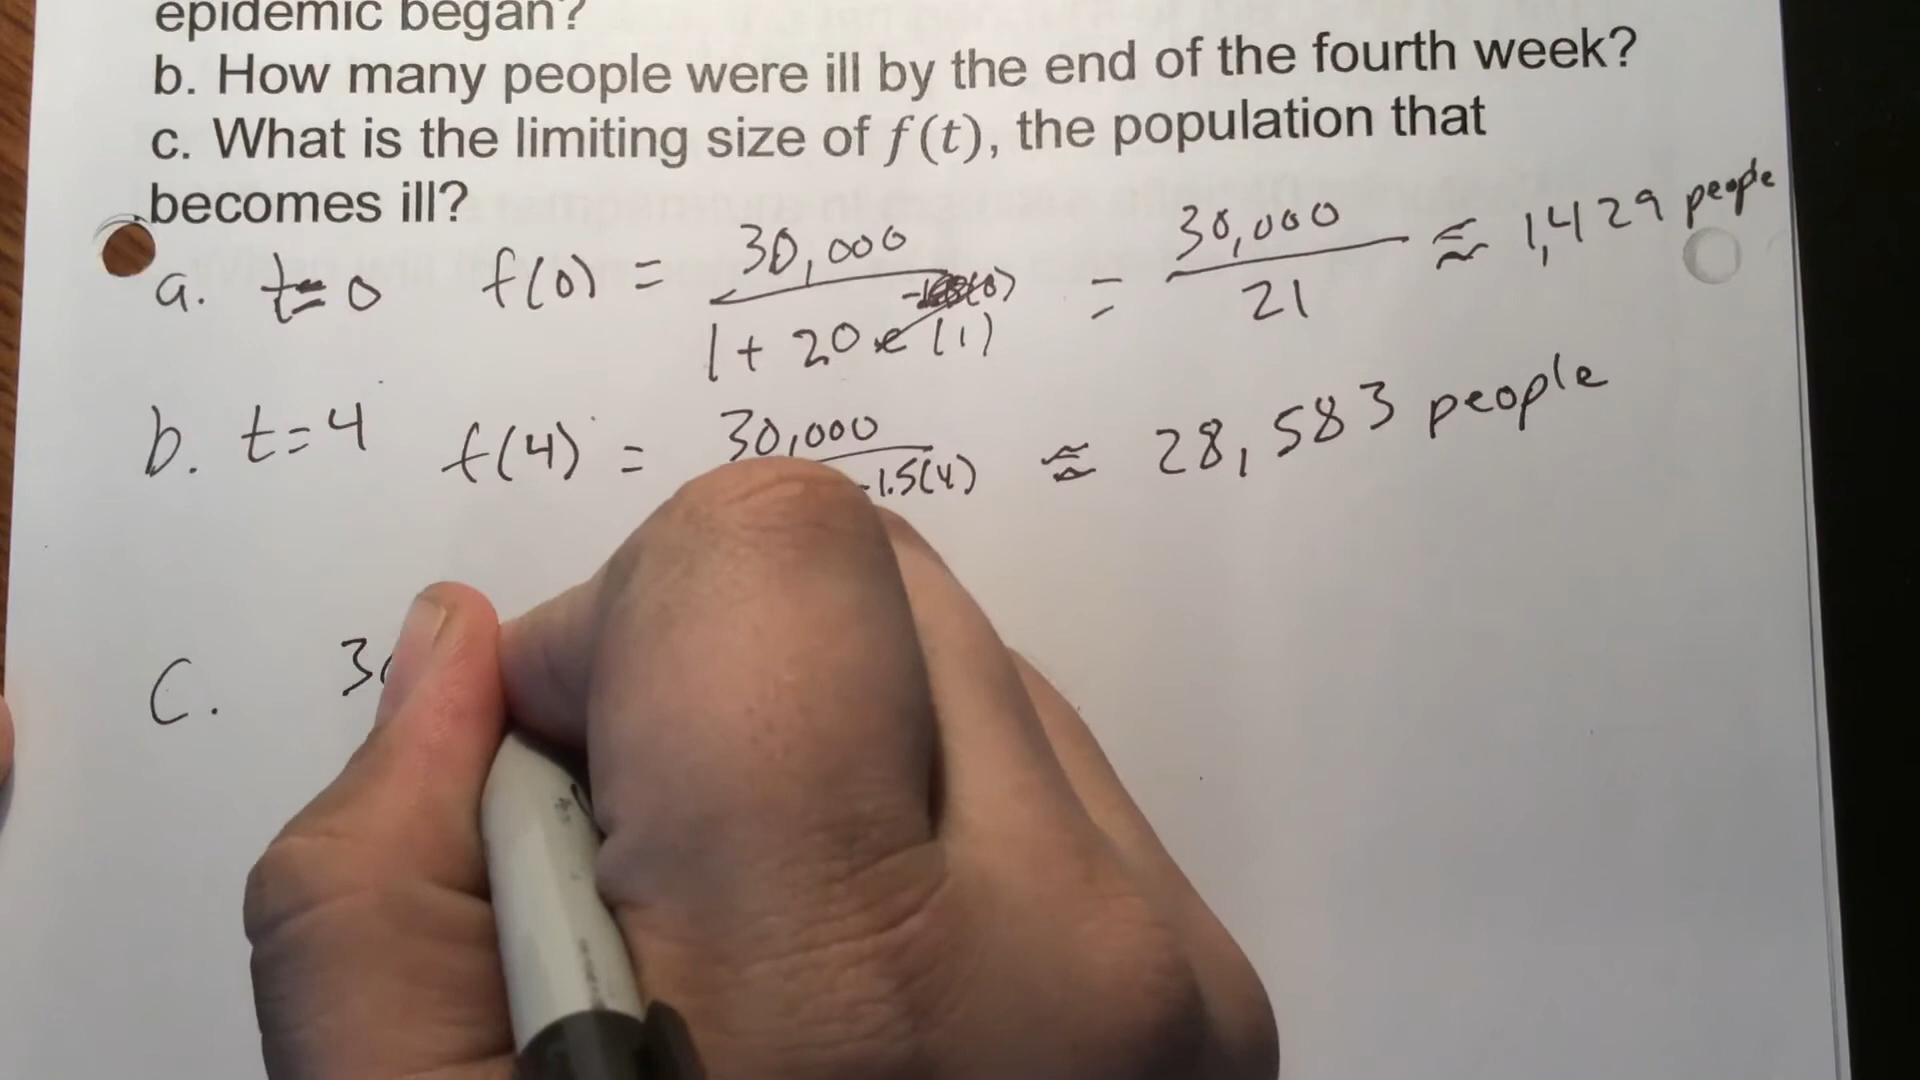 epidemic began?
b. How many people were ill by the end of the fourth week?
c. What is the limiting size of f(t), the population that
becomes ill?
a. t=0 f(0) = 30,000 / 1 + 20 (1) = 30,000 / 21 ≈ 1,429 people
b. t=4 f(4) = 30,000 / -1.5(4) ≈ 28,583 people
C. 30